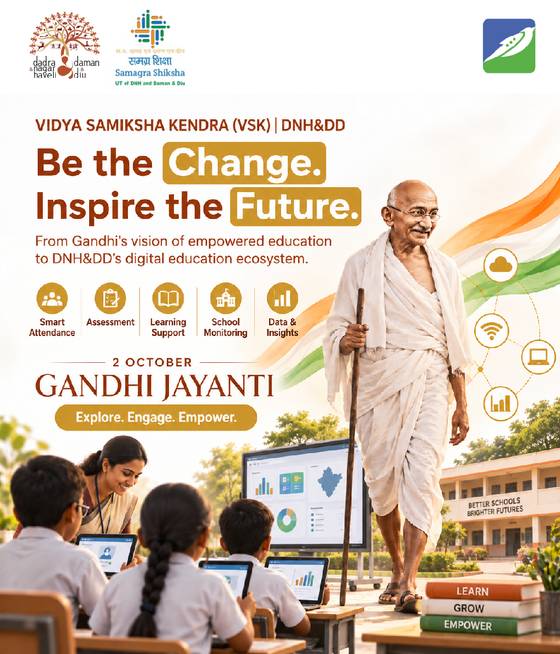 dadra & nagar haveli
daman & diu
समग्र शिक्षा
Samagra Shiksha
UT of DNH and Daman & Diu
VIDYA SAMIKSHA KENDRA (VSK) | DNH&DD
Be the Change.
Inspire the Future.
From Gandhi's vision of empowered education
to DNH&DD's digital education ecosystem.
Smart
Attendance
Assessment
Learning
Support
School
Monitoring
Data &
Insights
2 OCTOBER
GANDHI JAYANTI
Explore. Engage. Empower.
BETTER SCHOOLS
BRIGHTER FUTURES
LEARN
GROW
EMPOWER